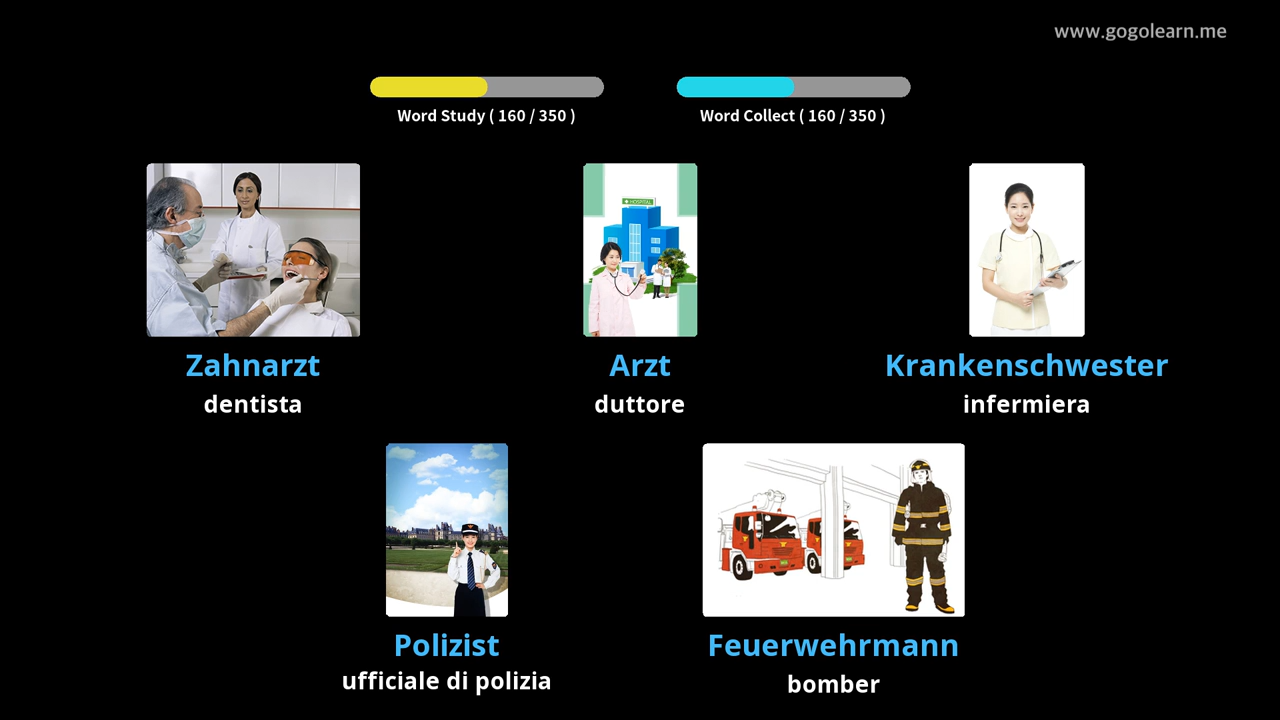 www.gogolearn.me
Word Study ( 160 / 350 )
Word Collect ( 160 / 350 )
HOSPITAL
Zahnarzt
dentista
Arzt
duttore
Krankenschwester
infermiera
Polizist
ufficiale di polizia
Feuerwehrmann
bomber